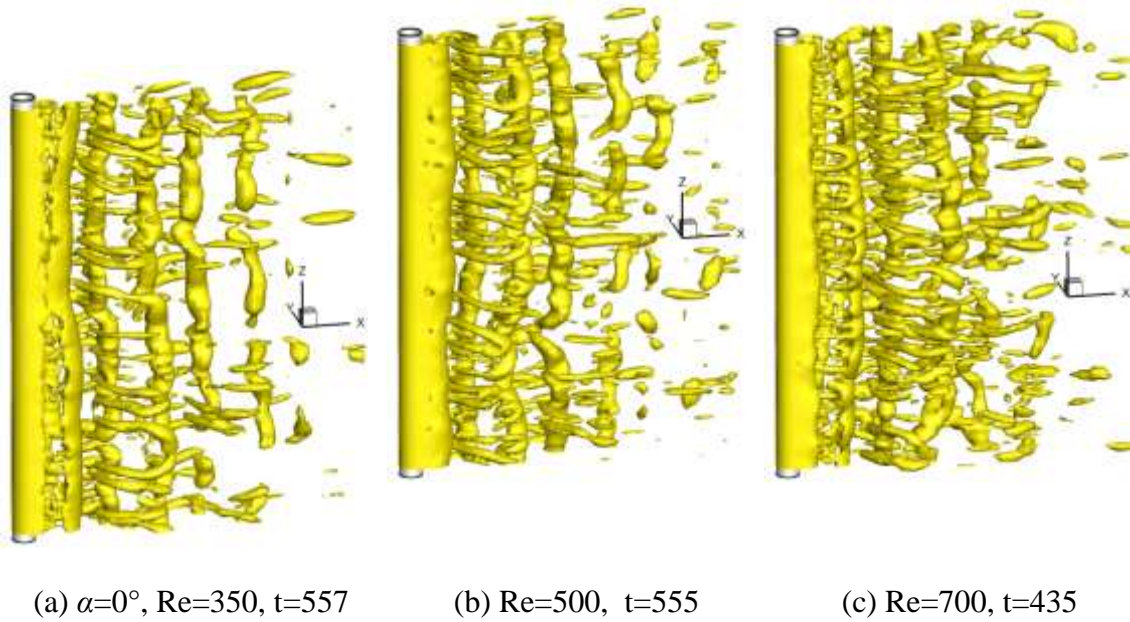 Z
Y
X
Z
Y
X
Z
Y
X
(a) α=0°, Re=350, t=557
(b) Re=500, t=555
(c) Re=700, t=435